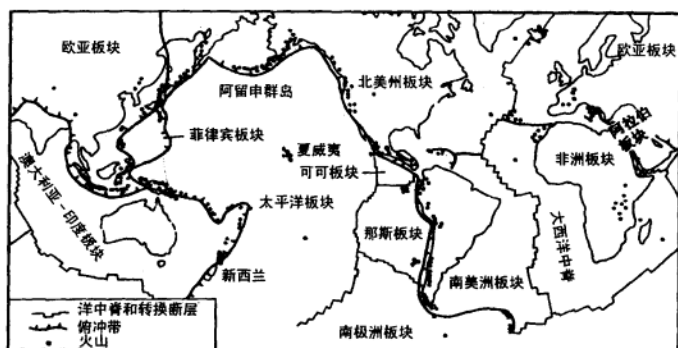 欧亚板块
阿留申群岛
北美州板块
欧亚板块
阿拉伯板块
菲律宾板块
夏威夷
可可板块
非洲板块
澳大利亚-印度板块
太平洋板块
那斯板块
大西洋中脊
新西兰
南美洲板块
南极洲板块
洋中脊和转换断层
俯冲带
火山